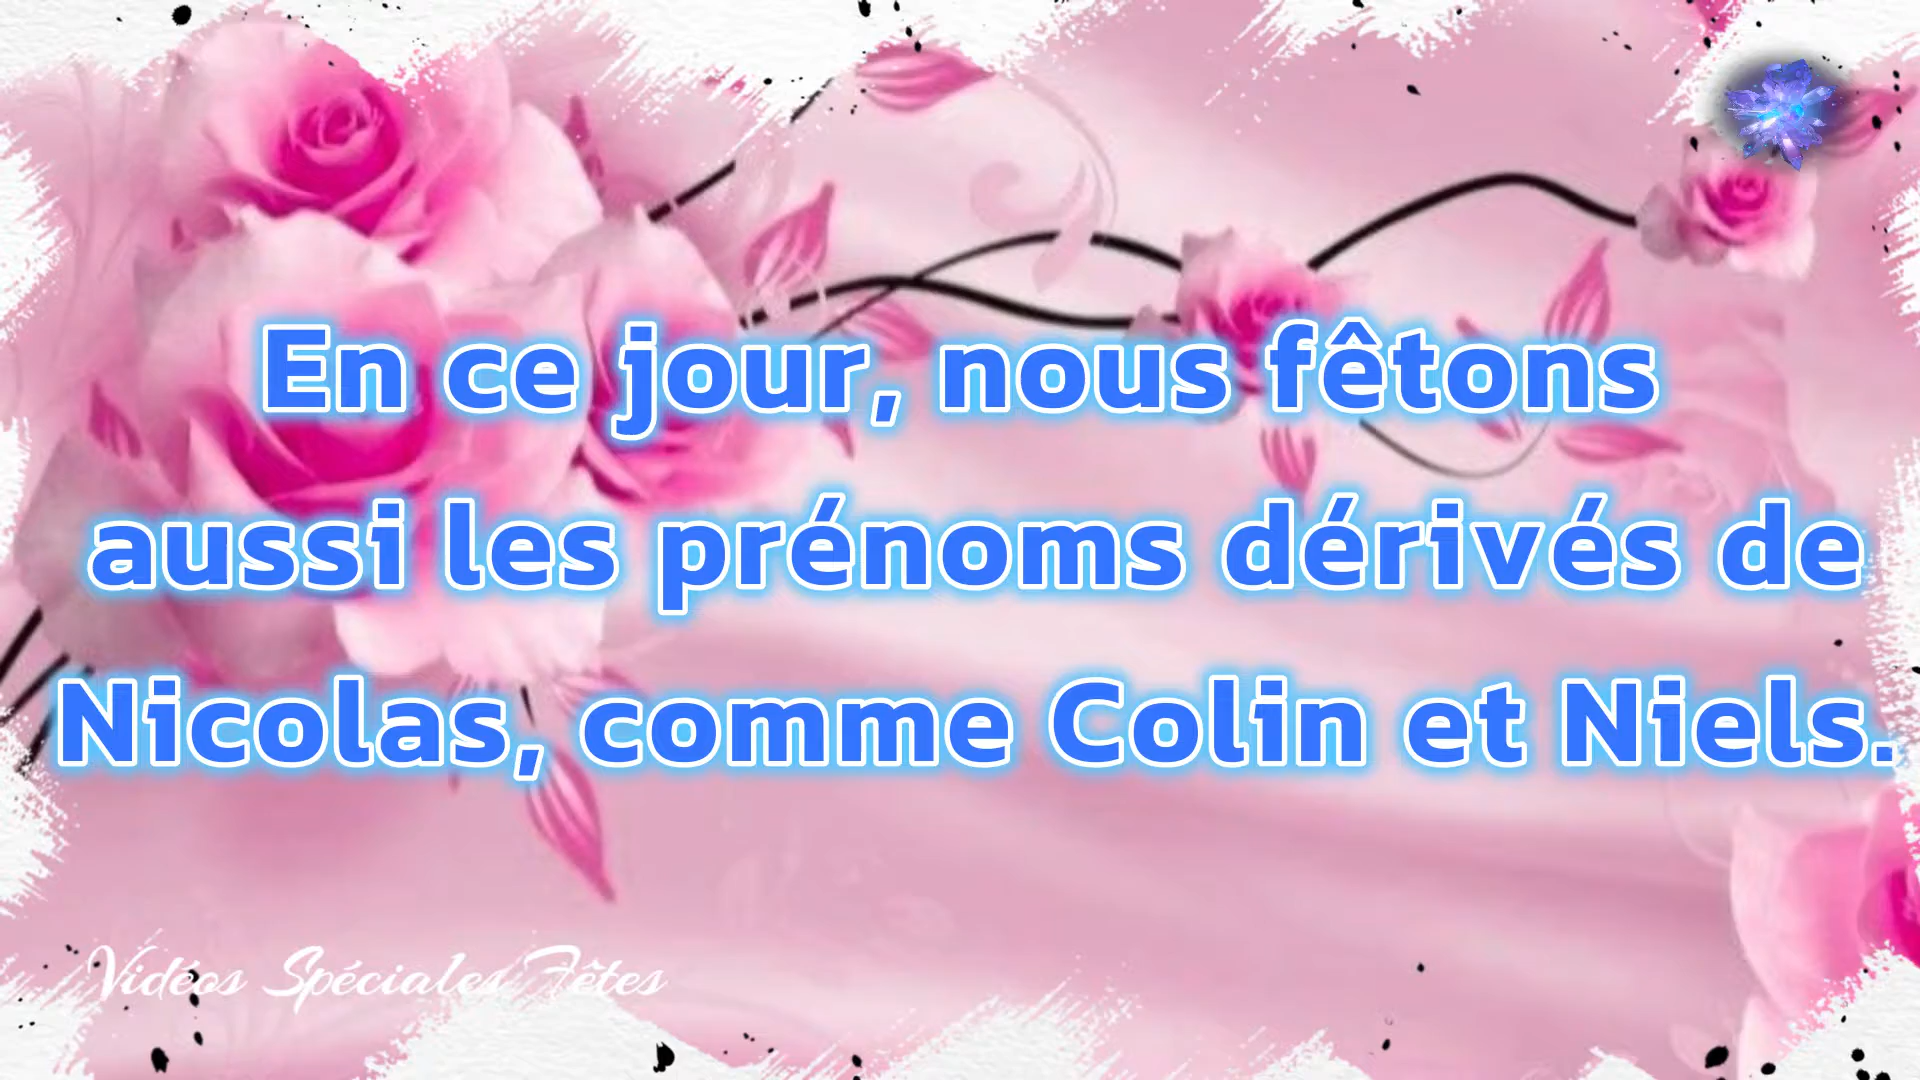 En ce jour, nous fêtons
aussi les prénoms dérivés de
Nicolas, comme Colin et Niels.
Vidéos Spéciales Fêtes